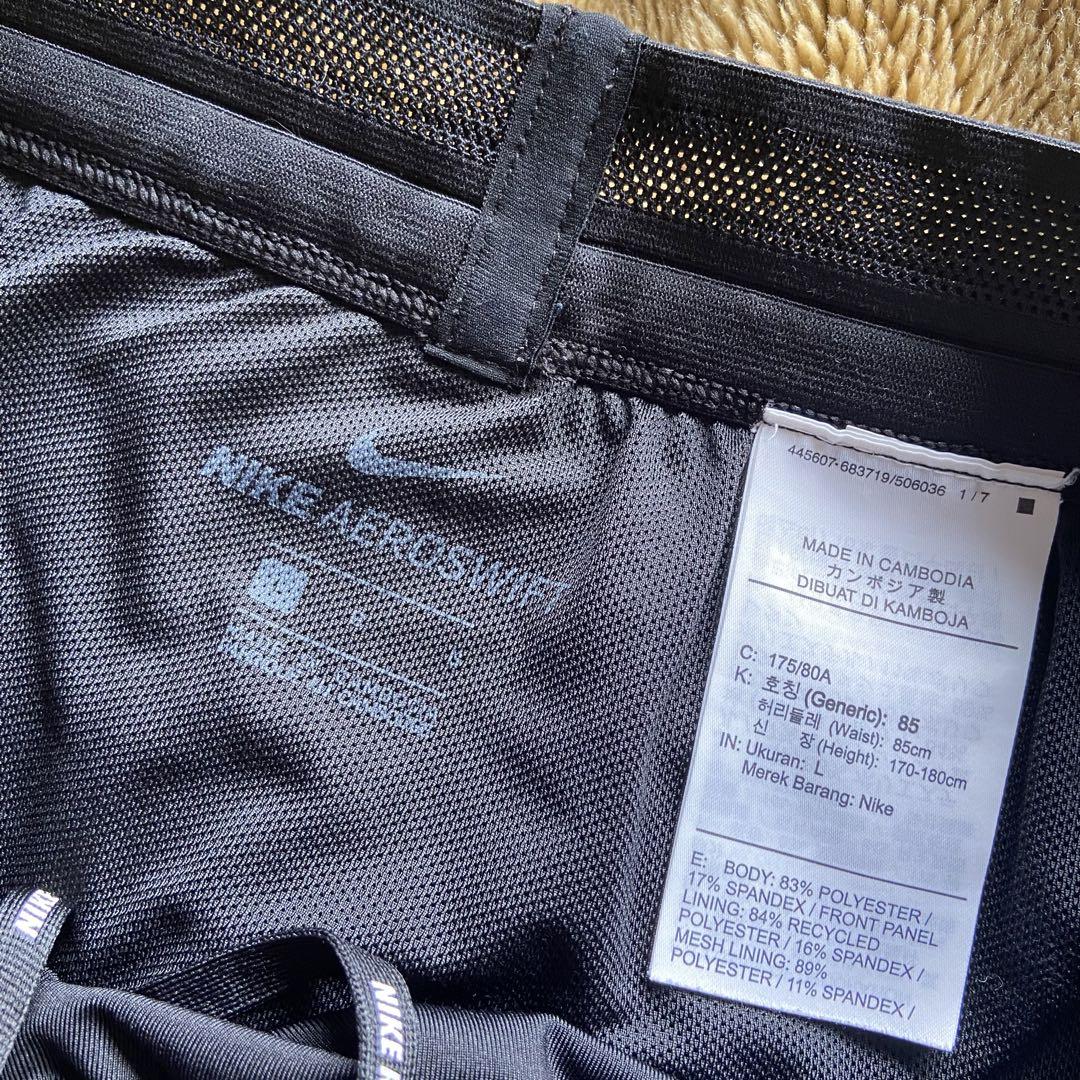 445607-683719/506036 1 / 7
MADE IN CAMBODIA
カンボジア製
DIBUAT DI KAMBOJA
C: 175/80A
K: 호칭 (Generic): 85
허리둘레 (Waist): 85cm
신 장 (Height): 170-180cm
IN: Ukuran: L
Merek Barang: Nike
E: BODY: 83% POLYESTER /
17% SPANDEX / FRONT PANEL
LINING: 84% RECYCLED
POLYESTER / 16% SPANDEX /
MESH LINING: 89%
POLYESTER / 11% SPANDEX /
NIKE AEROSWIFT
NIKE